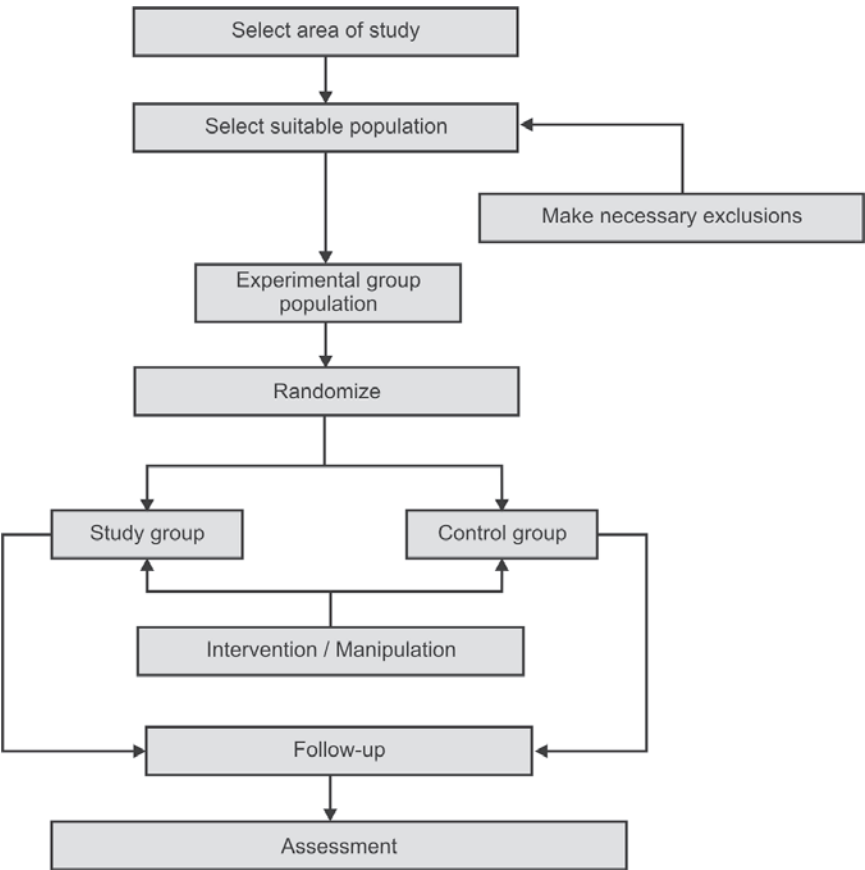 Select area of study
Select suitable population
Make necessary exclusions
Experimental group
population
Randomize
Study group
Control group
Intervention / Manipulation
Follow-up
Assessment